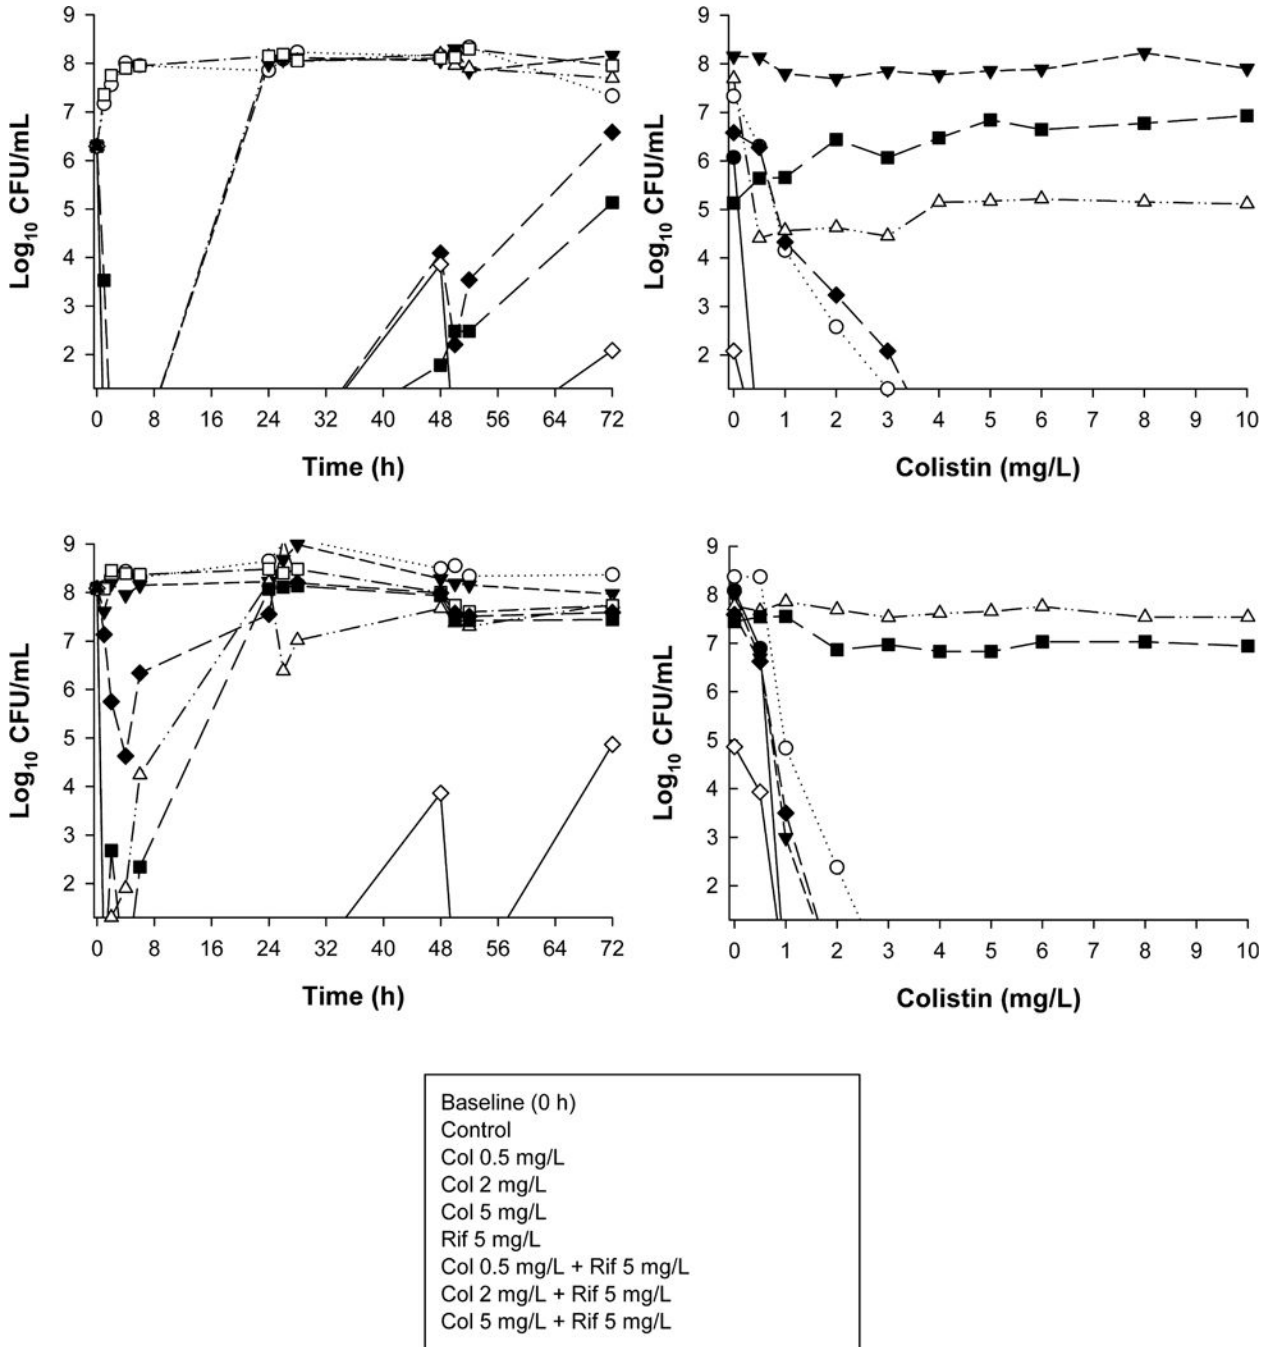 9
8
7
6
5
4
3
2
Log10 CFU/mL
0 8 16 24 32 40 48 56 64 72
Time (h)
9
8
7
6
5
4
3
2
Log10 CFU/mL
0 1 2 3 4 5 6 7 8 9 10
Colistin (mg/L)
9
8
7
6
5
4
3
2
Log10 CFU/mL
0 8 16 24 32 40 48 56 64 72
Time (h)
9
8
7
6
5
4
3
2
Log10 CFU/mL
0 1 2 3 4 5 6 7 8 9 10
Colistin (mg/L)
Baseline (0 h)
Control
Col 0.5 mg/L
Col 2 mg/L
Col 5 mg/L
Rif 5 mg/L
Col 0.5 mg/L + Rif 5 mg/L
Col 2 mg/L + Rif 5 mg/L
Col 5 mg/L + Rif 5 mg/L